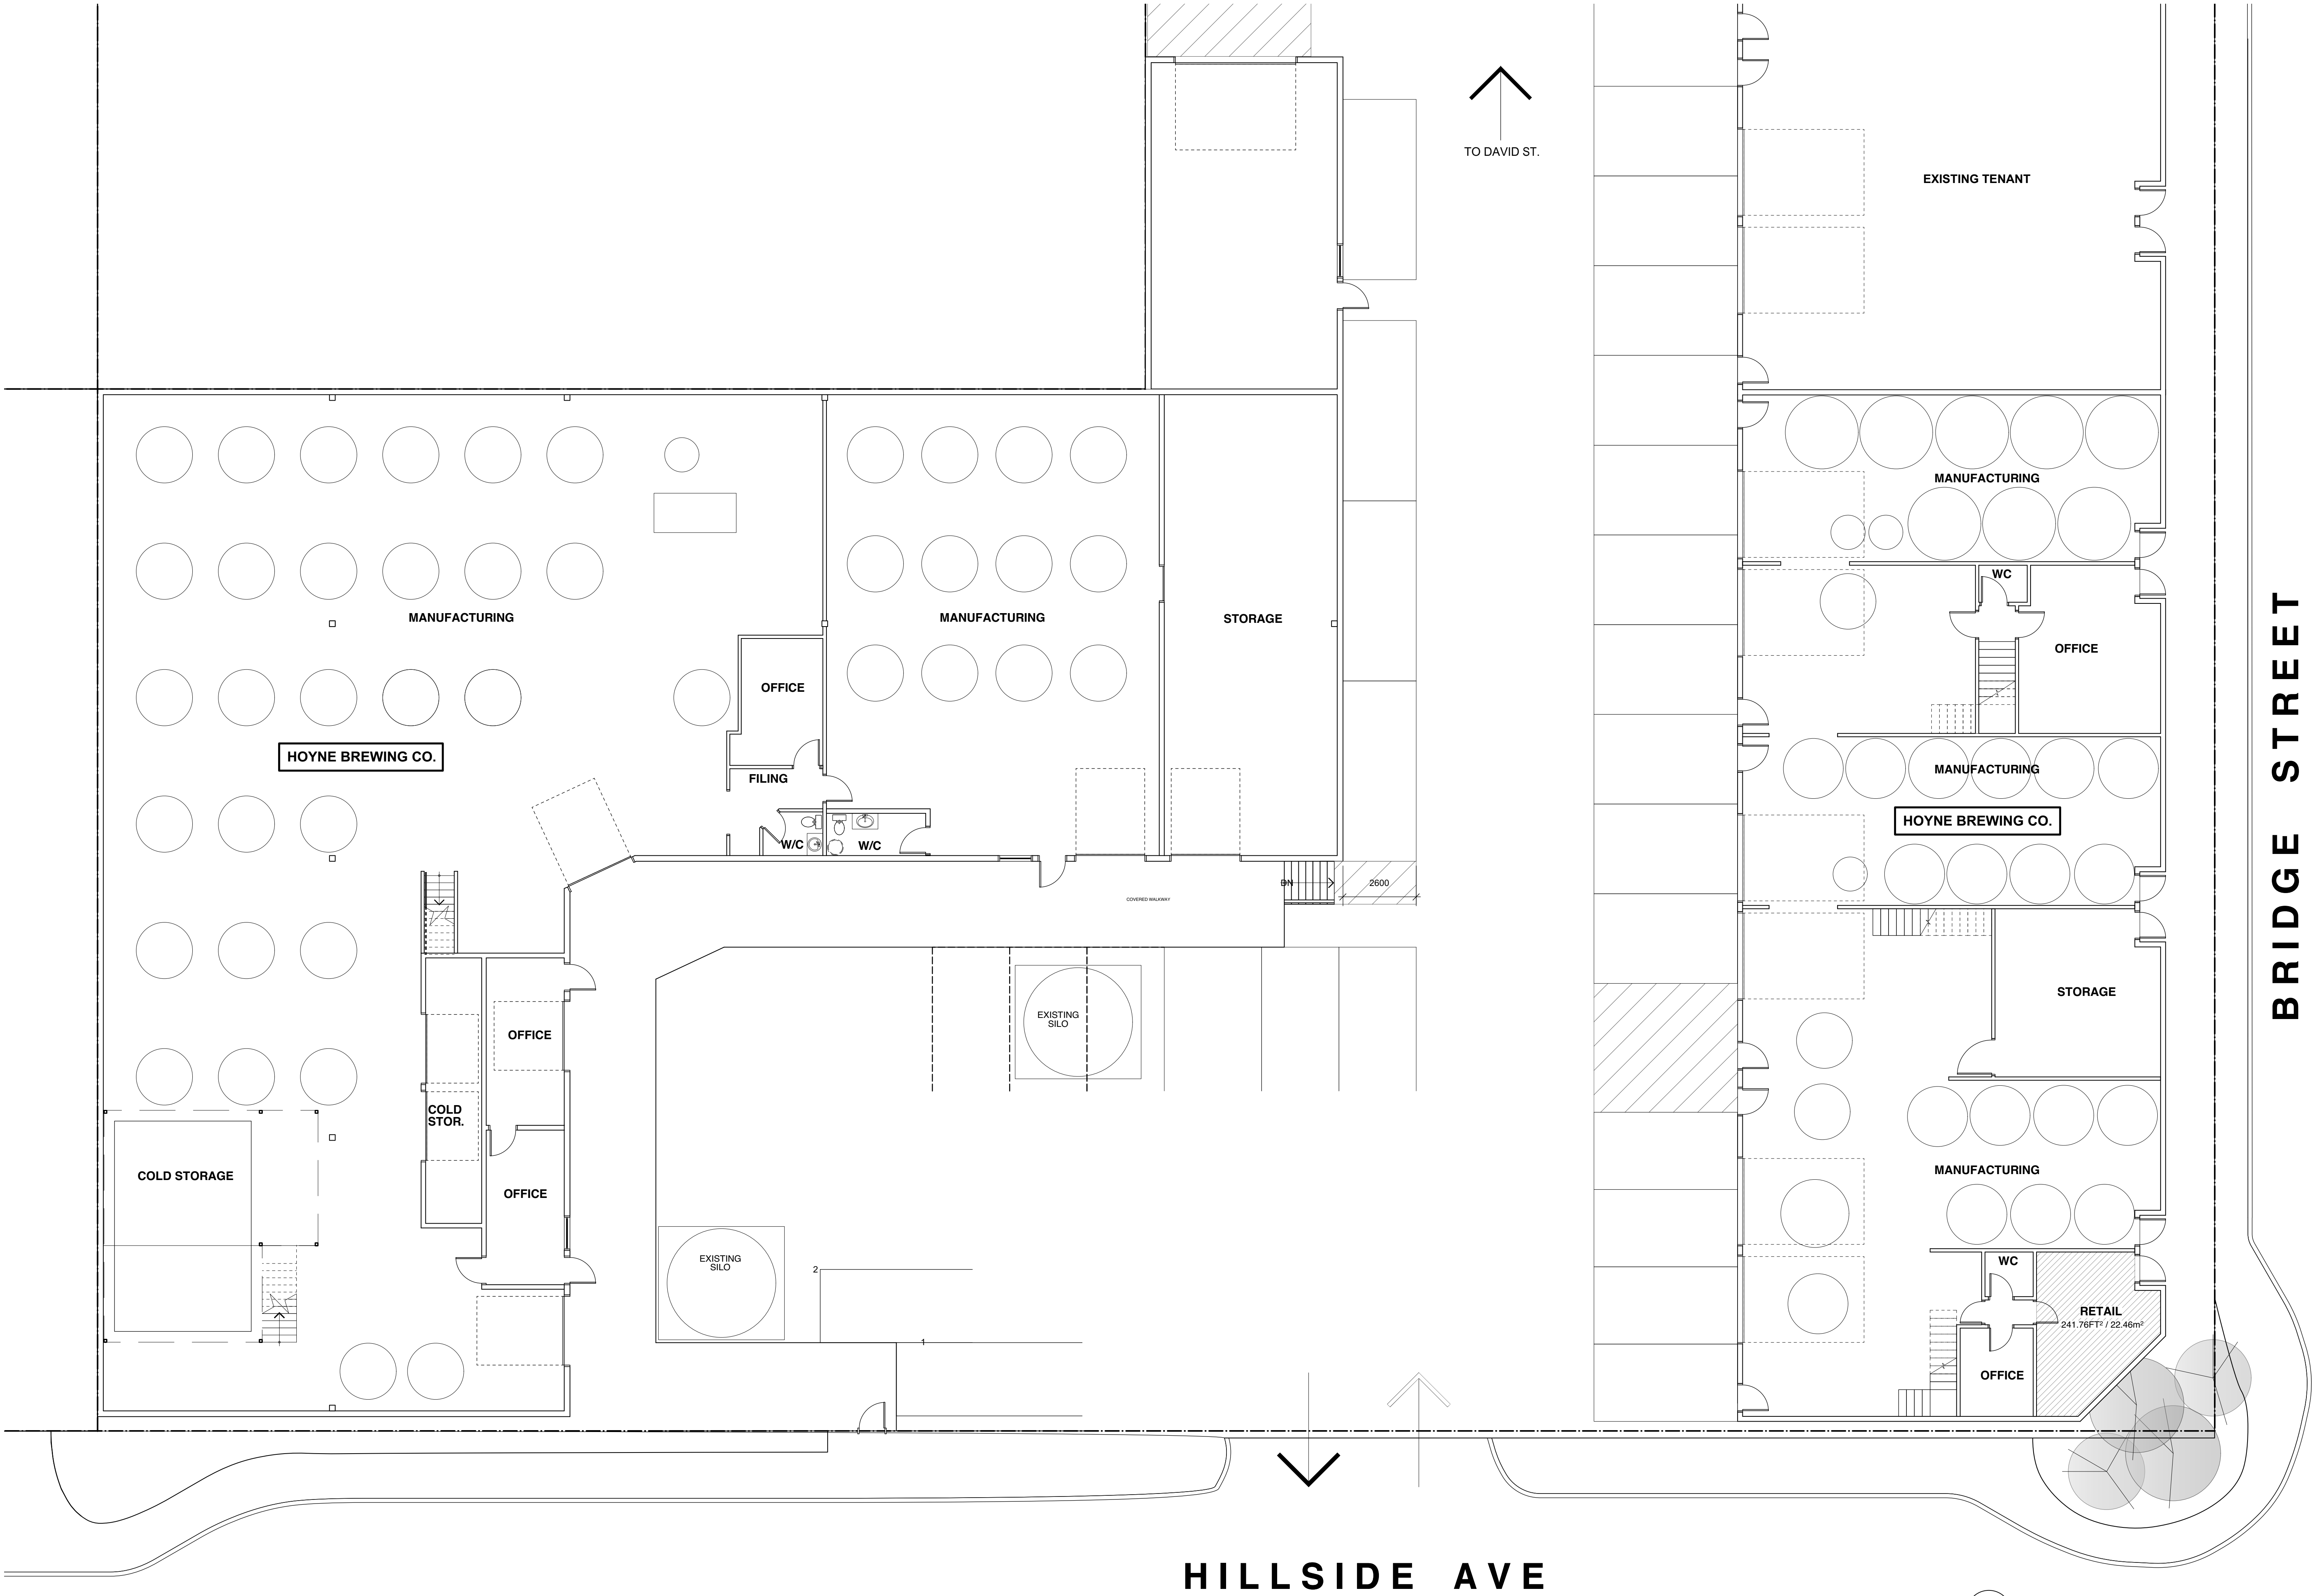 TO DAVID ST.
EXISTING TENANT
MANUFACTURING
WC
OFFICE
MANUFACTURING
MANUFACTURING
STORAGE
OFFICE
HOYNE BREWING CO.
FILING
W/C
W/C
MANUFACTURING
HOYNE BREWING CO.
DN
2600
COVERED WALKWAY
STORAGE
EXISTING
SILO
OFFICE
COLD
STOR.
COLD STORAGE
OFFICE
MANUFACTURING
EXISTING
SILO
2
1
WC
RETAIL
241.76FT² / 22.46m²
OFFICE
BRIDGE STREET
HILLSIDE AVE